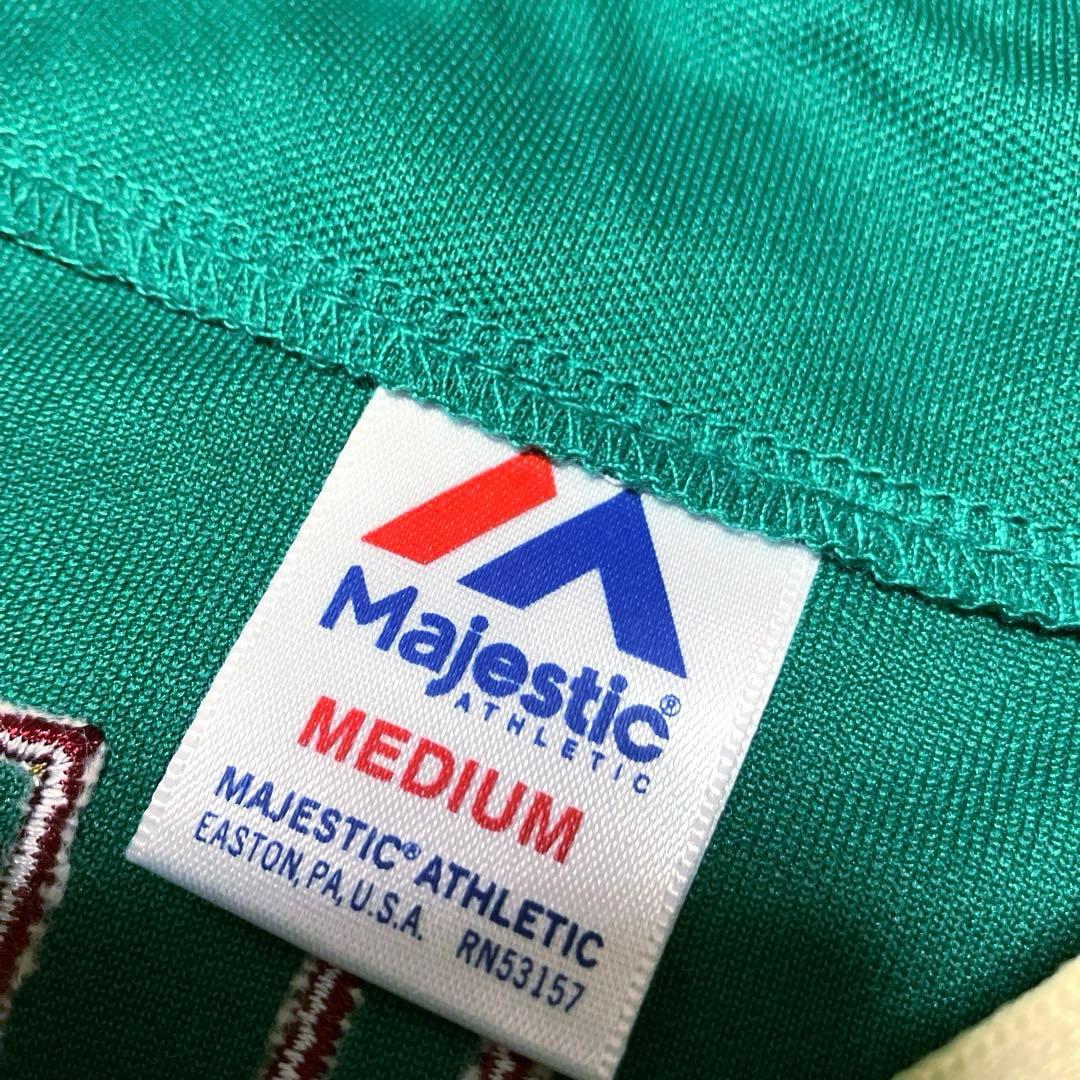 Majestic®
ATHLETIC
MEDIUM
MAJESTIC® ATHLETIC
EASTON, PA, U.S.A. RN53157